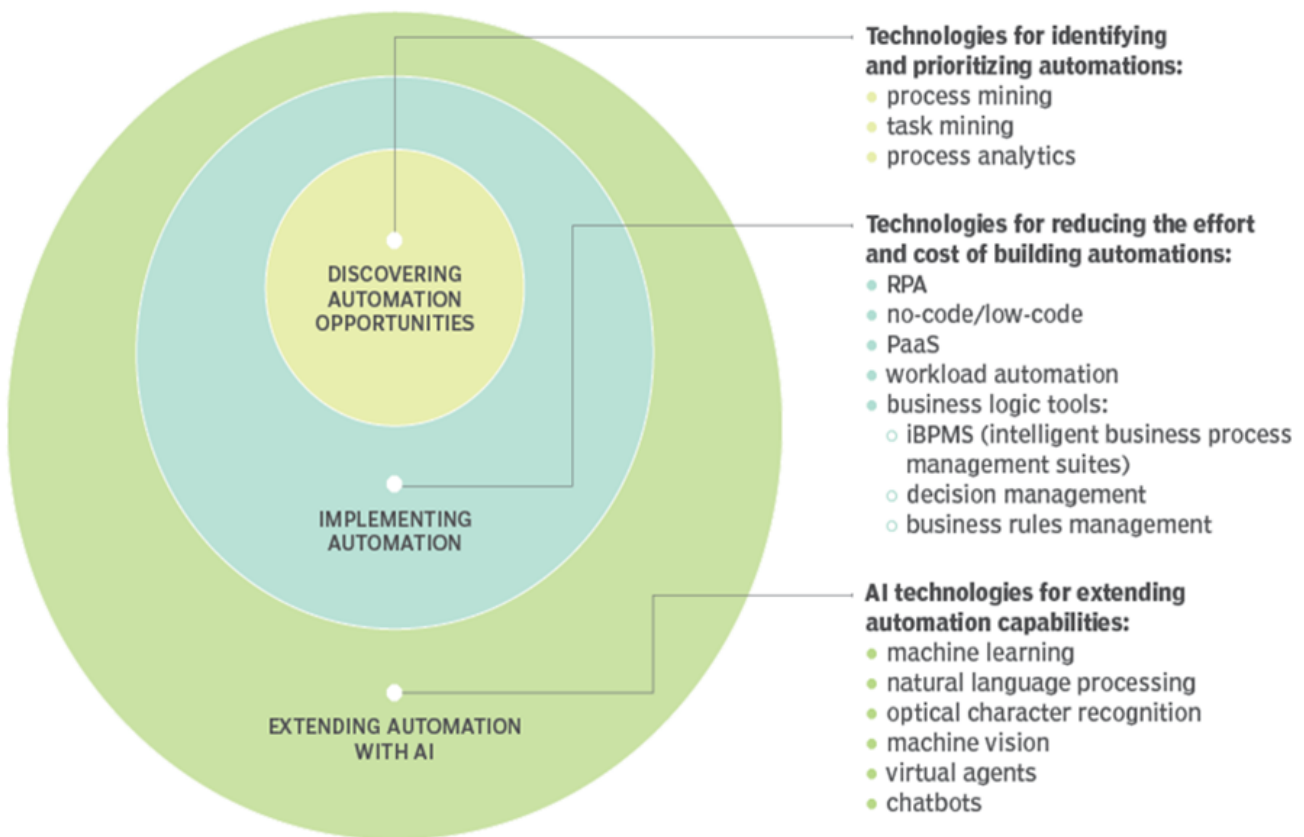 Technologies for identifying
and prioritizing automations:
process mining
task mining
process analytics
DISCOVERING
AUTOMATION
OPPORTUNITIES
Technologies for reducing the effort
and cost of building automations:
RPA
no-code/low-code
PaaS
workload automation
business logic tools:
iBPMS (intelligent business process
management suites)
decision management
business rules management
IMPLEMENTING
AUTOMATION
AI technologies for extending
automation capabilities:
machine learning
natural language processing
optical character recognition
machine vision
virtual agents
chatbots
EXTENDING AUTOMATION
WITH AI